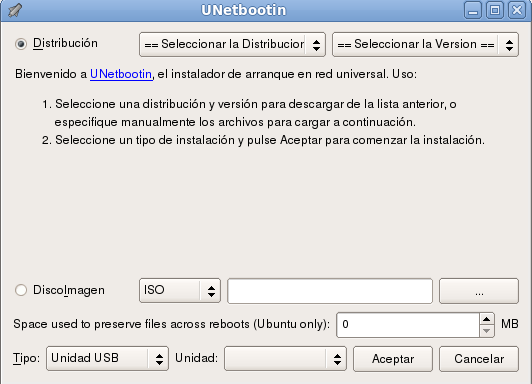 UNetbootin
Distribución == Seleccionar la Distribucior == Seleccionar la Version ==
Bienvenido a UNetbootin, el instalador de arranque en red universal. Uso:
1. Seleccione una distribución y versión para descargar de la lista anterior, o
especifique manualmente los archivos para cargar a continuación.
2. Seleccione un tipo de instalación y pulse Aceptar para comenzar la instalación.
DiscoImagen ISO ...
Space used to preserve files across reboots (Ubuntu only): 0 MB
Tipo: Unidad USB Unidad: Aceptar Cancelar